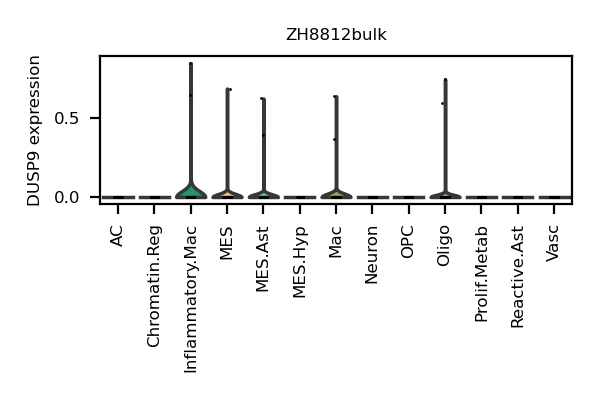 ZH8812bulk
DUSP9 expression
0.5
0.0
AC
Chromatin.Reg
Inflammatory.Mac
MES
MES.Ast
MES.Hyp
Mac
Neuron
OPC
Oligo
Prolif.Metab
Reactive.Ast
Vasc